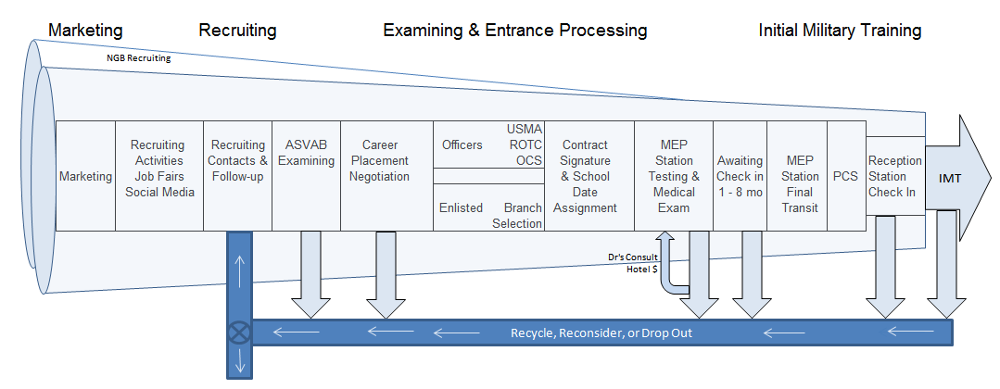 Marketing
Recruiting
Examining & Entrance Processing
Initial Military Training
NGB Recruiting
Marketing
Recruiting
Activities
Job Fairs
Social Media
Recruiting
Contacts &
Follow-up
ASVAB
Examining
Career
Placement
Negotiation
Officers
USMA
ROTC
OCS
Enlisted
Branch
Selection
Contract
Signature
& School
Date
Assignment
MEP
Station
Testing &
Medical
Exam
Awaiting
Check in
1 - 8 mo
MEP
Station
Final
Transit
PCS
Reception
Station
Check In
IMT
Dr's Consult
Hotel $
Recycle, Reconsider, or Drop Out